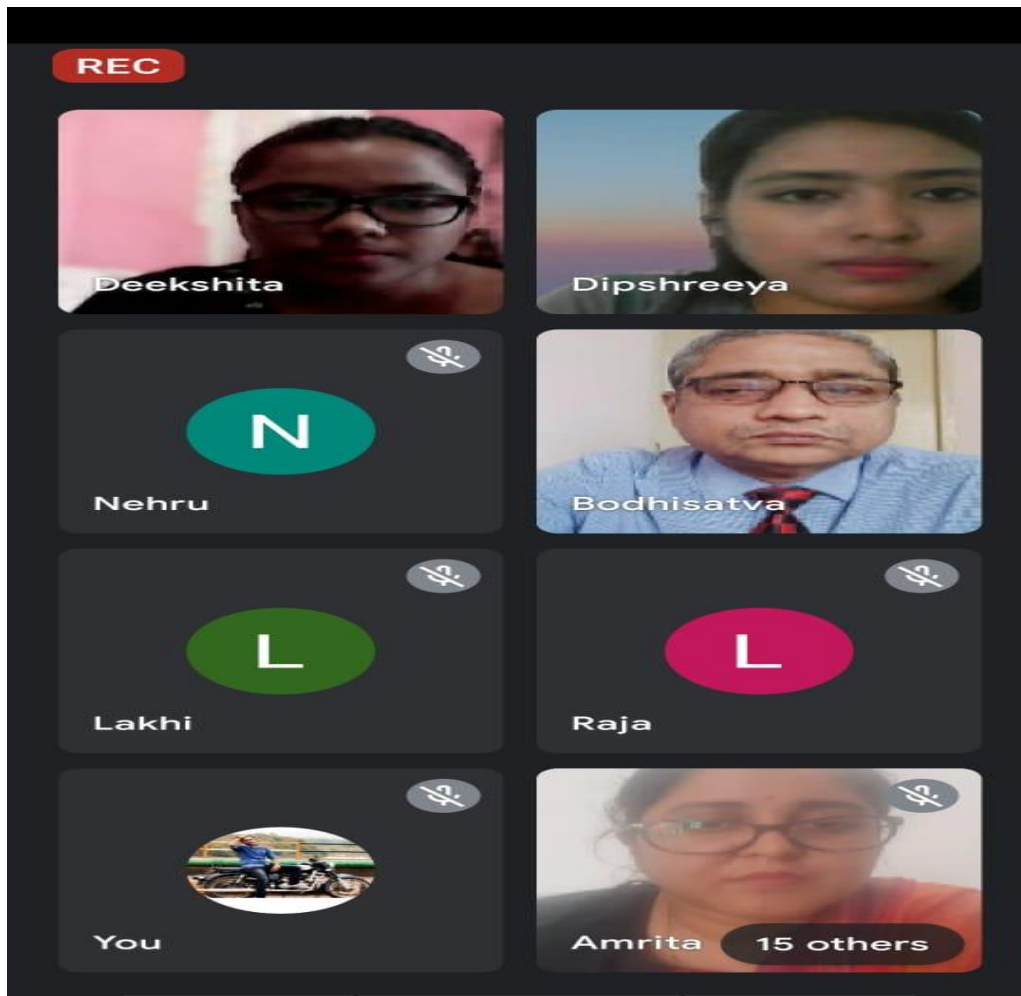 REC
Deekshita
Dipshreeya
N
Nehru
Bodhisatva
L
Lakhi
L
Raja
You
Amrita
15 others